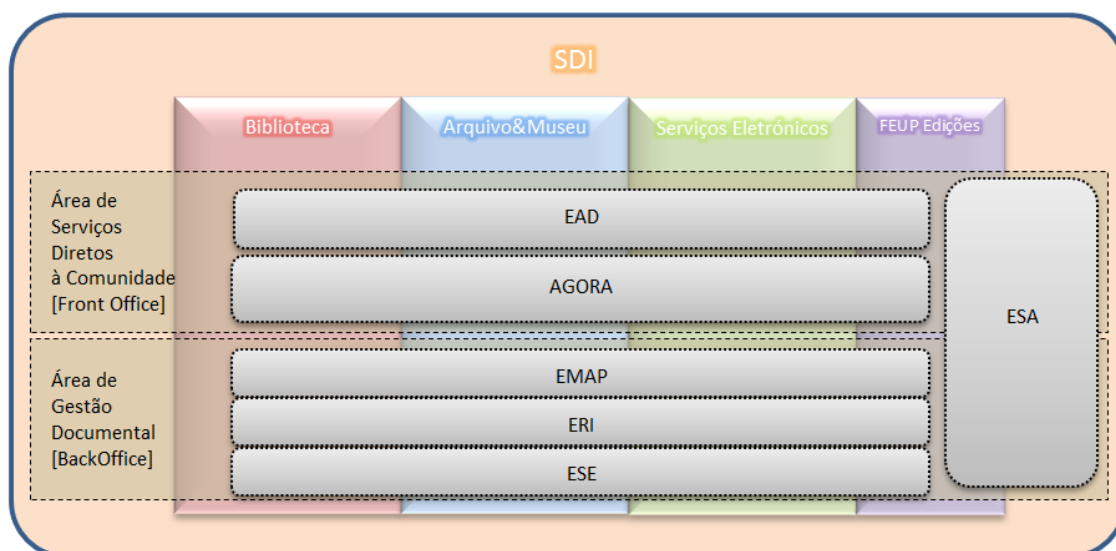 SDI
Biblioteca
Arquivo&Museu
Serviços Eletrónicos
FEUP Edições
Área de
Serviços
Diretos
à Comunidade
[Front Office]
EAD
AGORA
ESA
Área de
Gestão
Documental
[BackOffice]
EMAP
ERI
ESE